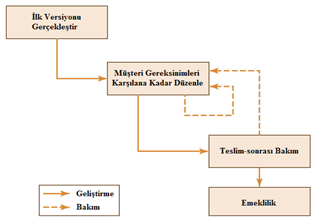 İlk Versiyonu
Gerçekleştir
Müşteri Gereksinimleri
Karşılana Kadar Düzenle
Teslim-sonrası Bakım
Emeklilik
Geliştirme
Bakım